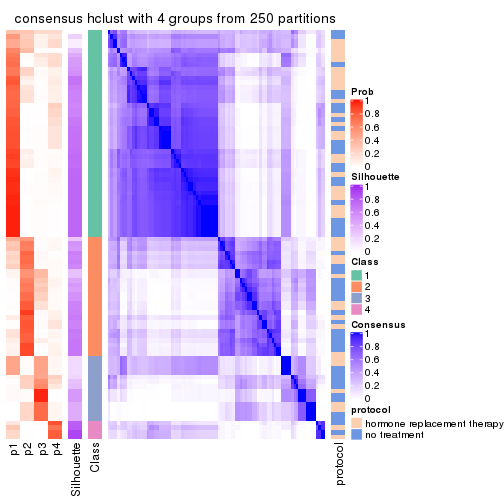 consensus hclust with 4 groups from 250 partitions
Prob
1
0.8
0.6
0.4
0.2
0
Silhouette
1
0.8
0.6
0.4
0.2
0
Class
1
2
3
4
Consensus
1
0.8
0.6
0.4
0.2
0
protocol
hormone replacement therapy
no treatment
p1
p2
p3
p4
Silhouette
Class
protocol